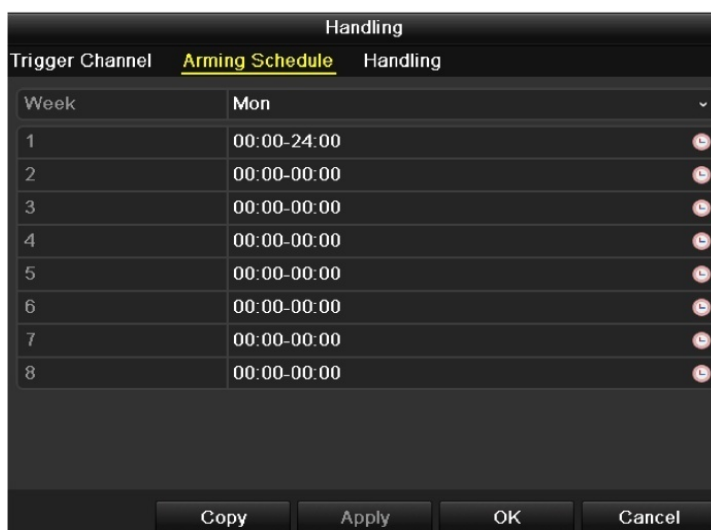 Handling
Trigger Channel Arming Schedule Handling
Week Mon
1 00:00-24:00
2 00:00-00:00
3 00:00-00:00
4 00:00-00:00
5 00:00-00:00
6 00:00-00:00
7 00:00-00:00
8 00:00-00:00
Copy Apply OK Cancel